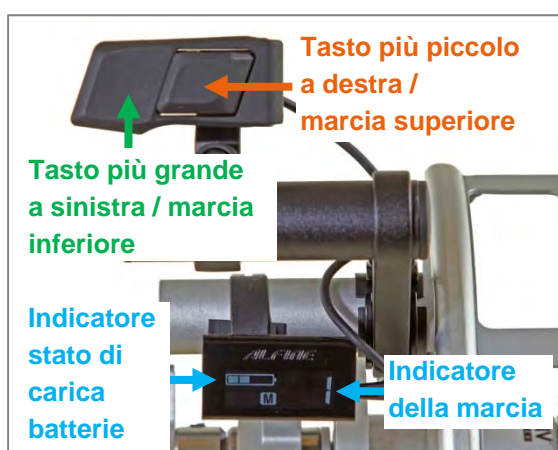 Tasto più piccolo
a destra /
marcia superiore
Tasto più grande
a sinistra / marcia
inferiore
Indicatore
stato di
carica
batterie
ALFINE
M
Indicatore
della marcia